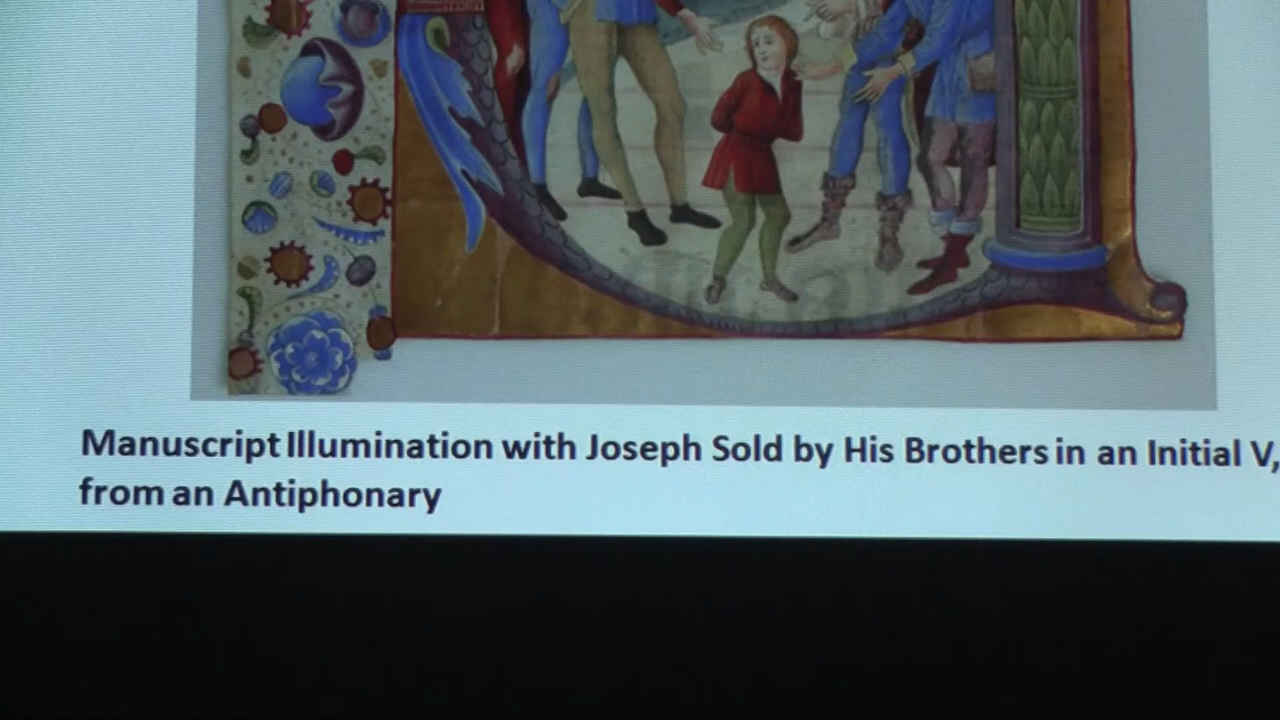 Manuscript Illumination with Joseph Sold by His Brothers in an Initial V,
from an Antiphonary